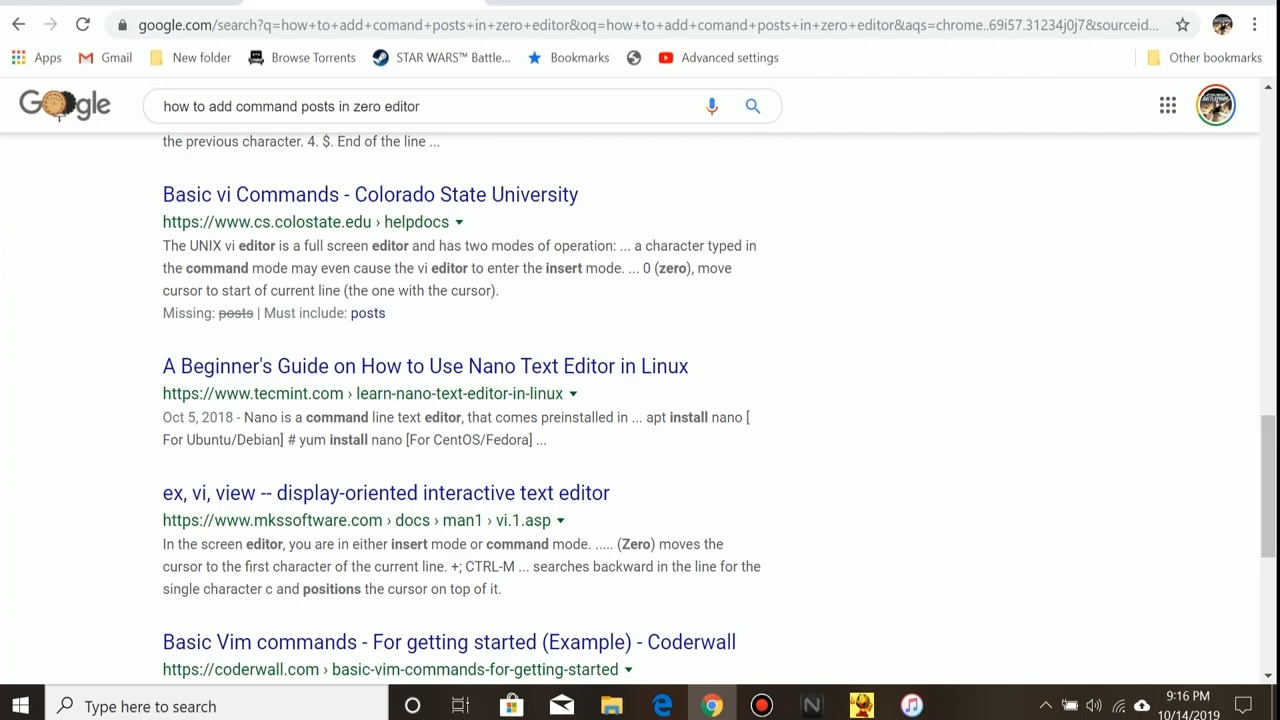 google.com/search?q=how+to+add+comand+posts+in+zero+editor&oq=how+to+add+comand+posts+in+zero+editor&aqs=chrome..69i57.31234j0j7&sourceid...
Apps Gmail New folder Browse Torrents STAR WARS™ Battle... Bookmarks Advanced settings Other bookmarks
Google how to add command posts in zero editor
the previous character. 4. $. End of the line ...
Basic vi Commands - Colorado State University
https://www.cs.colostate.edu › helpdocs
The UNIX vi editor is a full screen editor and has two modes of operation: ... a character typed in
the command mode may even cause the vi editor to enter the insert mode. ... 0 (zero), move
cursor to start of current line (the one with the cursor).
Missing: posts | Must include: posts
A Beginner's Guide on How to Use Nano Text Editor in Linux
https://www.tecmint.com › learn-nano-text-editor-in-linux
Oct 5, 2018 - Nano is a command line text editor, that comes preinstalled in ... apt install nano [
For Ubuntu/Debian] # yum install nano [For CentOS/Fedora] ...
ex, vi, view -- display-oriented interactive text editor
https://www.mkssoftware.com › docs › man1 › vi.1.asp
In the screen editor, you are in either insert mode or command mode. ..... (Zero) moves the
cursor to the first character of the current line. +; CTRL-M ... searches backward in the line for the
single character c and positions the cursor on top of it.
Basic Vim commands - For getting started (Example) - Coderwall
https://coderwall.com › basic-vim-commands-for-getting-started
Type here to search
9:16 PM
10/14/2019